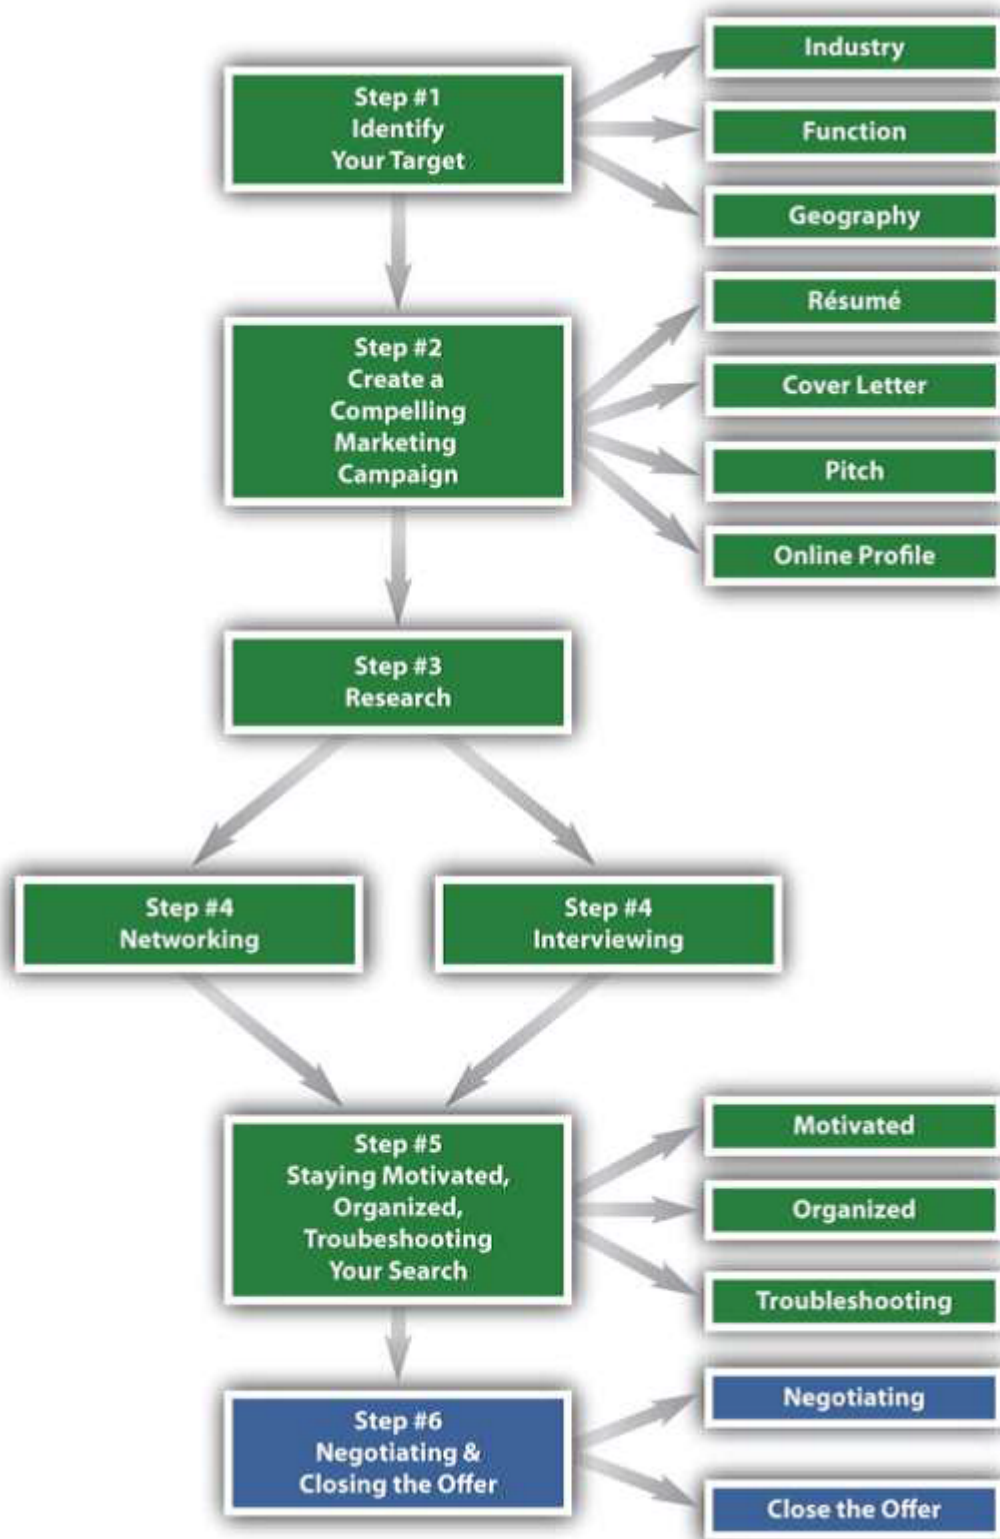 Step #1
Identify
Your Target
Industry
Function
Geography
Step #2
Create a
Compelling
Marketing
Campaign
Résumé
Cover Letter
Pitch
Online Profile
Step #3
Research
Step #4
Networking
Step #4
Interviewing
Step #5
Staying Motivated,
Organized,
Troubeshooting
Your Search
Motivated
Organized
Troubleshooting
Step #6
Negotiating &
Closing the Offer
Negotiating
Close the Offer